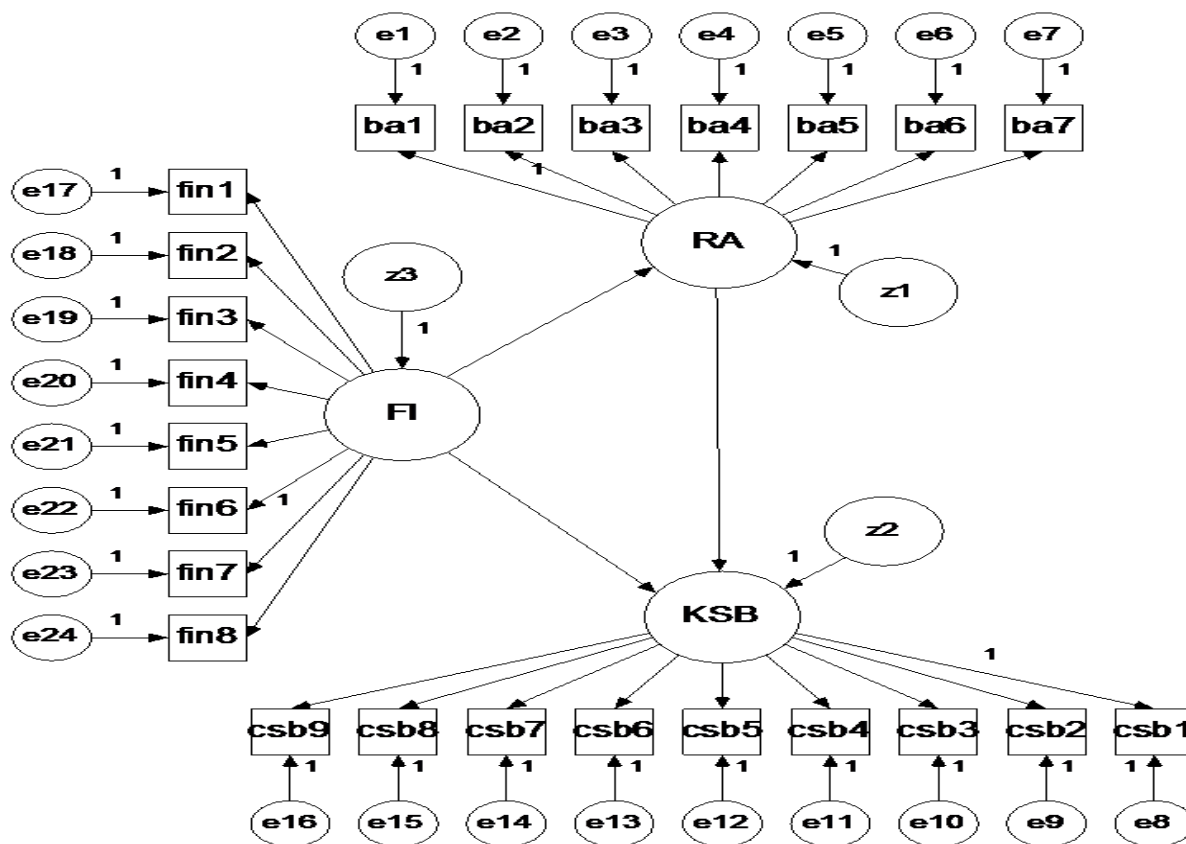 e1 e2 e3 e4 e5 e6 e7
1 1 1 1 1 1 1
ba1 ba2 ba3 ba4 ba5 ba6 ba7
1
e17 1 fin1
RA
1
z1
e18 1 fin2
z3
1
e19 1 fin3
e20 1 fin4
FI
e21 1 fin5
e22 1 fin6 1
z2
1
e23 1 fin7
KSB
e24 1 fin8
1
csb9 csb8 csb7 csb6 csb5 csb4 csb3 csb2 csb1
1 1 1 1 1 1 1 1 1
e16 e15 e14 e13 e12 e11 e10 e9 e8